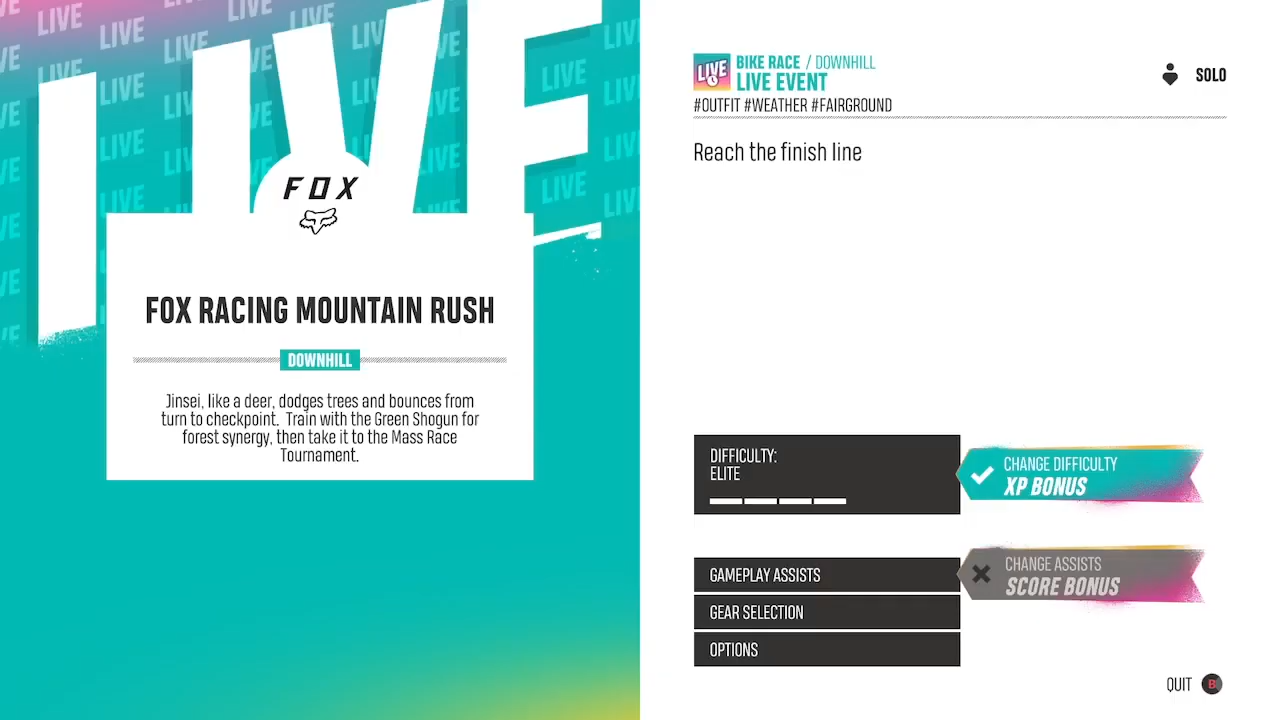 LIVE
FOX
FOX RACING MOUNTAIN RUSH
DOWNHILL
Jinsei, like a deer, dodges trees and bounces from
turn to checkpoint. Train with the Green Shogun for
forest synergy, then take it to the Mass Race
Tournament.
LIVE
BIKE RACE / DOWNHILL
LIVE EVENT
#OUTFIT #WEATHER #FAIRGROUND
SOLO
Reach the finish line
DIFFICULTY:
ELITE
CHANGE DIFFICULTY
XP BONUS
GAMEPLAY ASSISTS
CHANGE ASSISTS
SCORE BONUS
GEAR SELECTION
OPTIONS
QUIT B